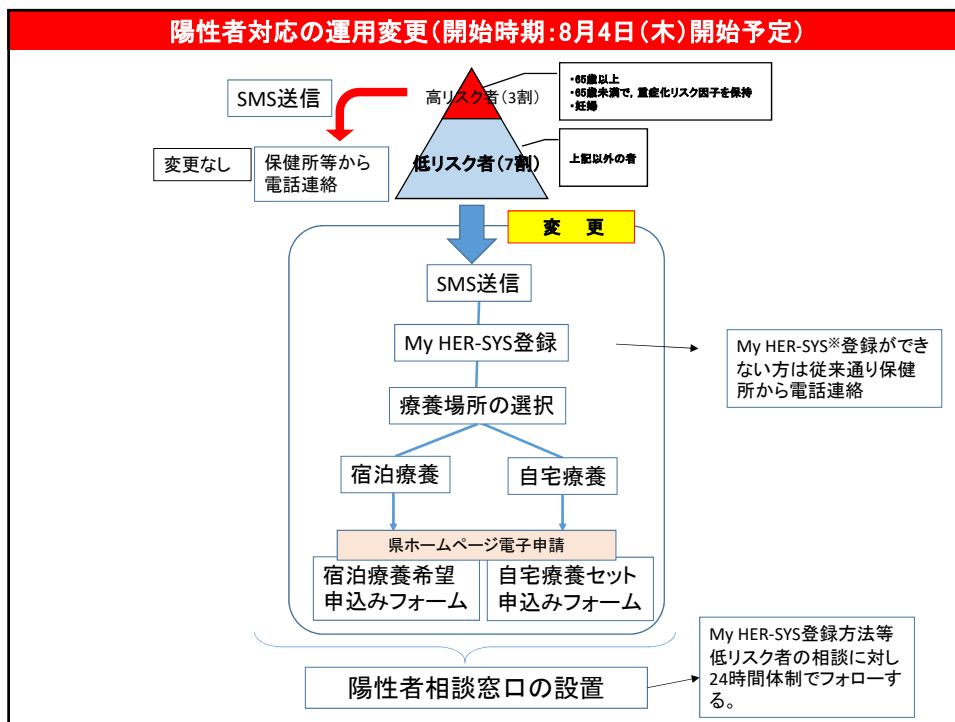 陽性者対応の運用変更(開始時期:8月4日(木)開始予定)
SMS送信
高リスク者(3割)
・65歳以上
・65歳未満で,重症化リスク因子を保持
・妊婦
変更なし
保健所等から
電話連絡
低リスク者(7割)
上記以外の者
変 更
SMS送信
My HER-SYS登録
My HER-SYS※登録ができ
ない方は従来通り保健
所から電話連絡
療養場所の選択
宿泊療養
自宅療養
県ホームページ電子申請
宿泊療養希望
申込みフォーム
自宅療養セット
申込みフォーム
陽性者相談窓口の設置
My HER-SYS登録方法等
低リスク者の相談に対し
24時間体制でフォローす
る。